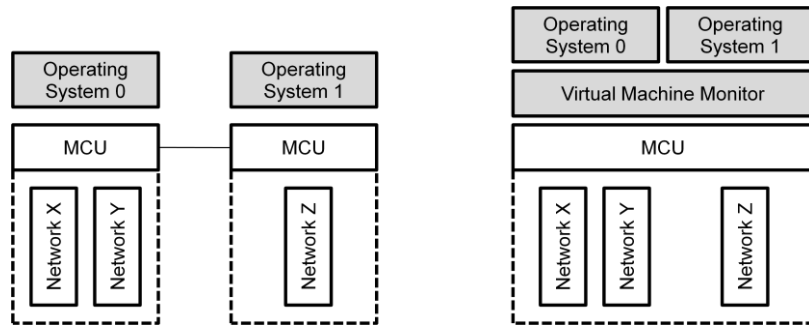 Operating
System 0
MCU
Network X
Network Y
Operating
System 1
MCU
Network Z
Operating
System 0
Operating
System 1
Virtual Machine Monitor
MCU
Network X
Network Y
Network Z